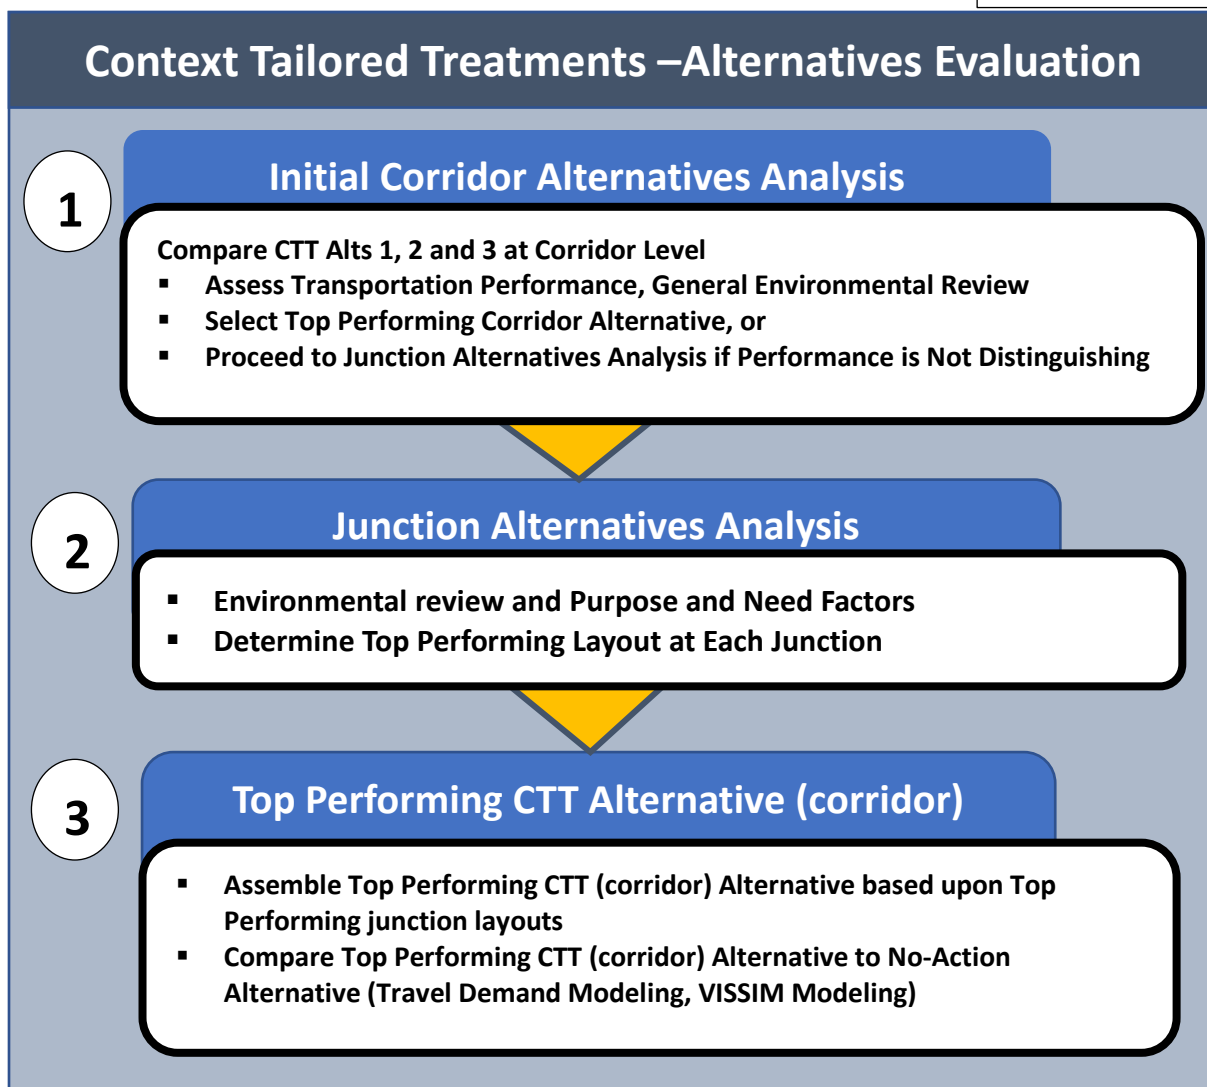 Context Tailored Treatments –Alternatives Evaluation
1
Initial Corridor Alternatives Analysis
Compare CTT Alts 1, 2 and 3 at Corridor Level
▪ Assess Transportation Performance, General Environmental Review
▪ Select Top Performing Corridor Alternative, or
▪ Proceed to Junction Alternatives Analysis if Performance is Not Distinguishing
2
Junction Alternatives Analysis
▪ Environmental review and Purpose and Need Factors
▪ Determine Top Performing Layout at Each Junction
3
Top Performing CTT Alternative (corridor)
▪ Assemble Top Performing CTT (corridor) Alternative based upon Top
Performing junction layouts
▪ Compare Top Performing CTT (corridor) Alternative to No-Action
Alternative (Travel Demand Modeling, VISSIM Modeling)